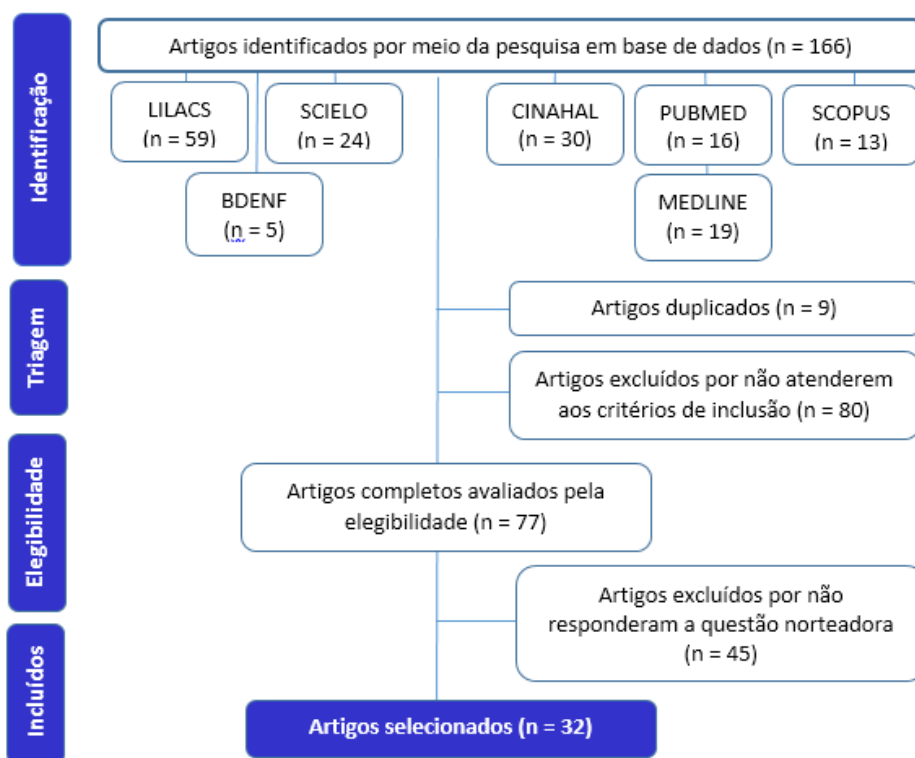 Identificação
Artigos identificados por meio da pesquisa em base de dados (n = 166)
LILACS
(n = 59)
SCIELO
(n = 24)
CINAHAL
(n = 30)
PUBMED
(n = 16)
SCOPUS
(n = 13)
BDENF
(n = 5)
MEDLINE
(n = 19)
Triagem
Artigos duplicados (n = 9)
Artigos excluídos por não atenderem
aos critérios de inclusão (n = 80)
Elegibilidade
Artigos completos avaliados pela
elegibilidade (n = 77)
Artigos excluídos por não
responderam a questão norteadora
(n = 45)
Incluídos
Artigos selecionados (n = 32)